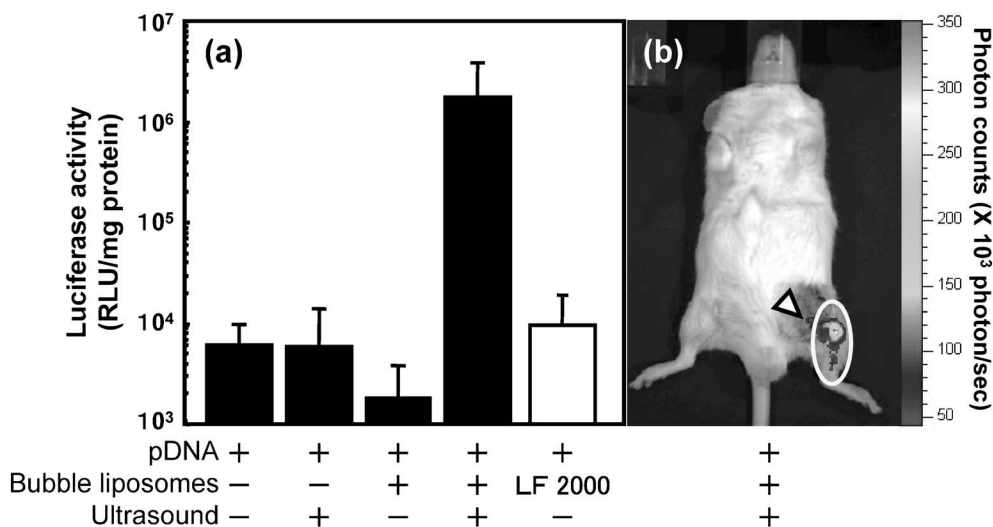 (a)
(b)
Luciferase activity
(RLU/mg protein)
10⁷
10⁶
10⁵
10⁴
10³
Photon counts (X 10³ photon/sec)
350
300
250
200
150
100
50
pDNA + + + + + +
Bubble liposomes − − + + LF 2000 +
Ultrasound − + − + − +